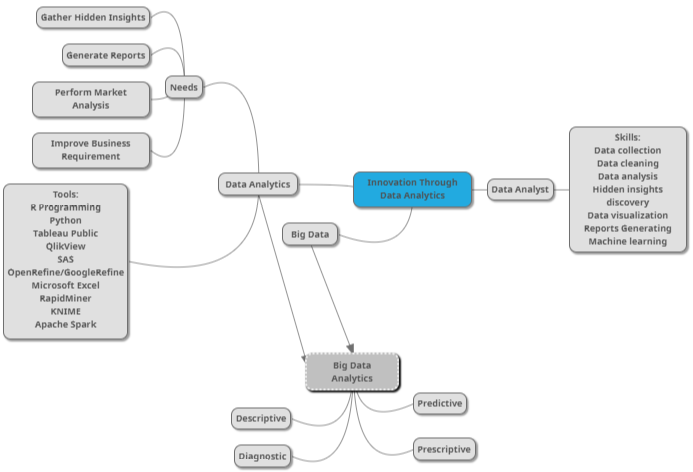 Gather Hidden Insights
Generate Reports
Needs
Perform Market
Analysis
Improve Business
Requirement
Tools:
R Programming
Python
Tableau Public
QlikView
SAS
OpenRefine/GoogleRefine
Microsoft Excel
RapidMiner
KNIME
Apache Spark
Data Analytics
Innovation Through
Data Analytics
Big Data
Data Analyst
Skills:
Data collection
Data cleaning
Data analysis
Hidden insights
discovery
Data visualization
Reports Generating
Machine learning
Big Data
Analytics
Descriptive
Diagnostic
Predictive
Prescriptive